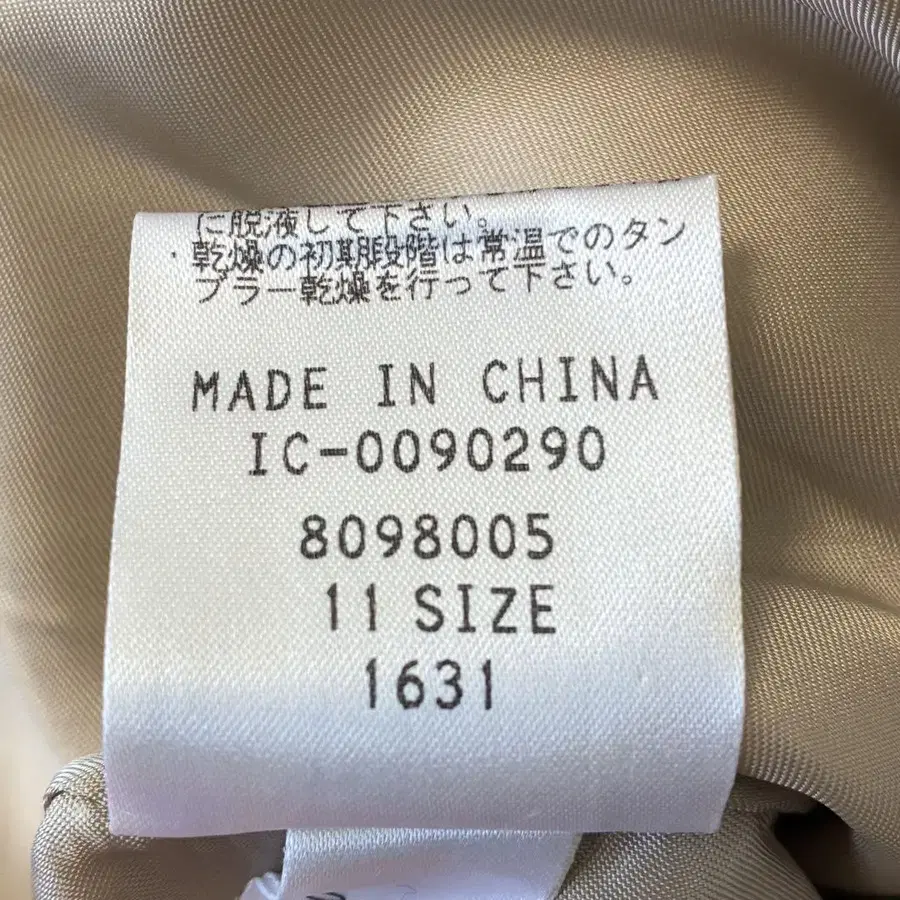 に脱液して下さい。
・乾燥の初期段階は常温でのタン
ブラー乾燥を行って下さい。
MADE IN CHINA
IC-0090290
8098005
11 SIZE
1631